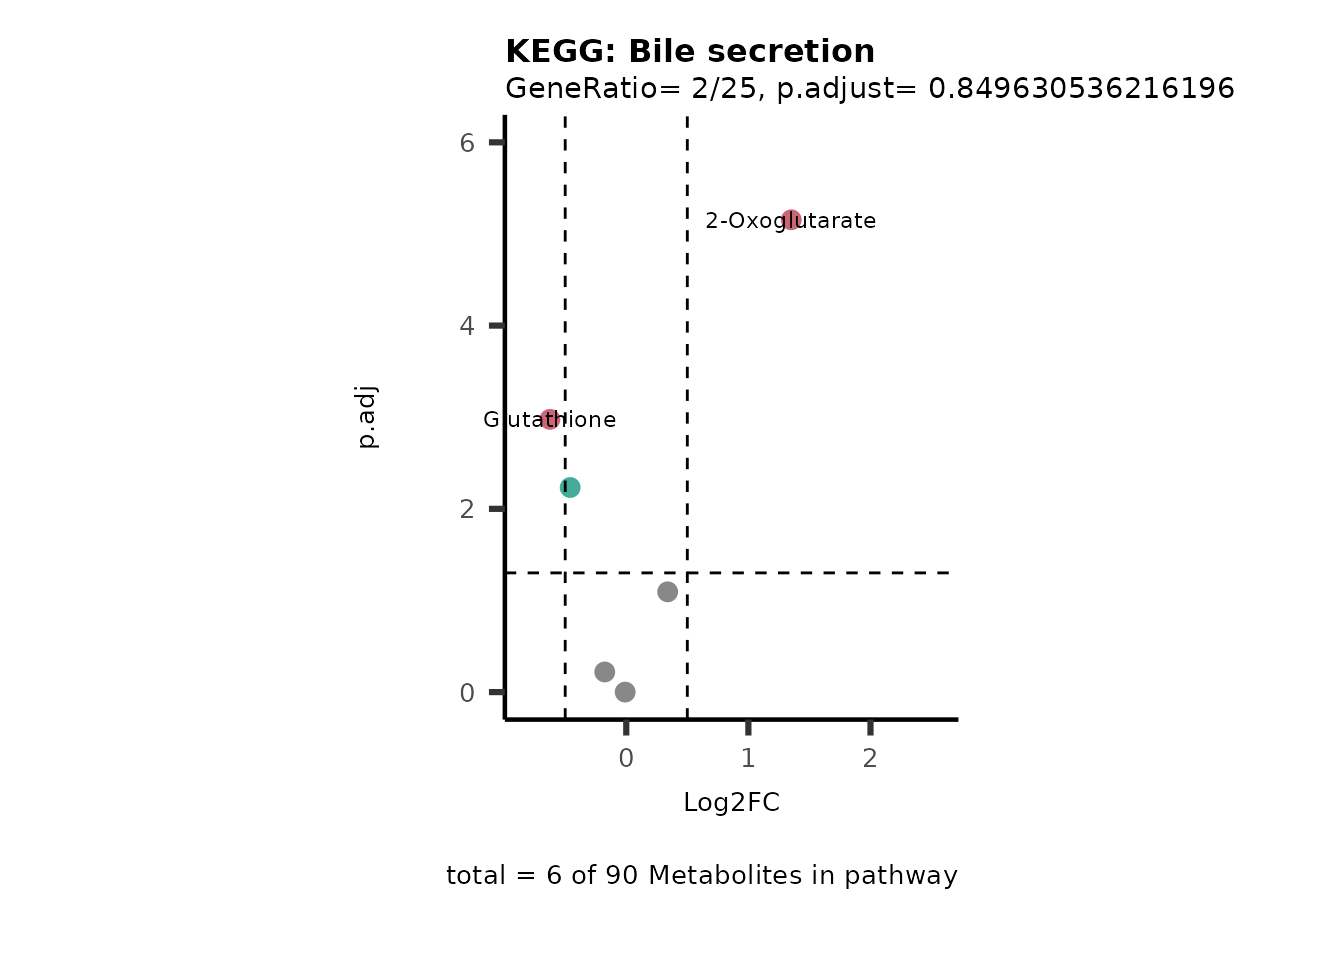 KEGG: Bile secretion
GeneRatio= 2/25, p.adjust= 0.849630536216196
6
2-Oxoglutarate
4
p.adj
Glutathione
2
0
0 1 2
Log2FC
total = 6 of 90 Metabolites in pathway